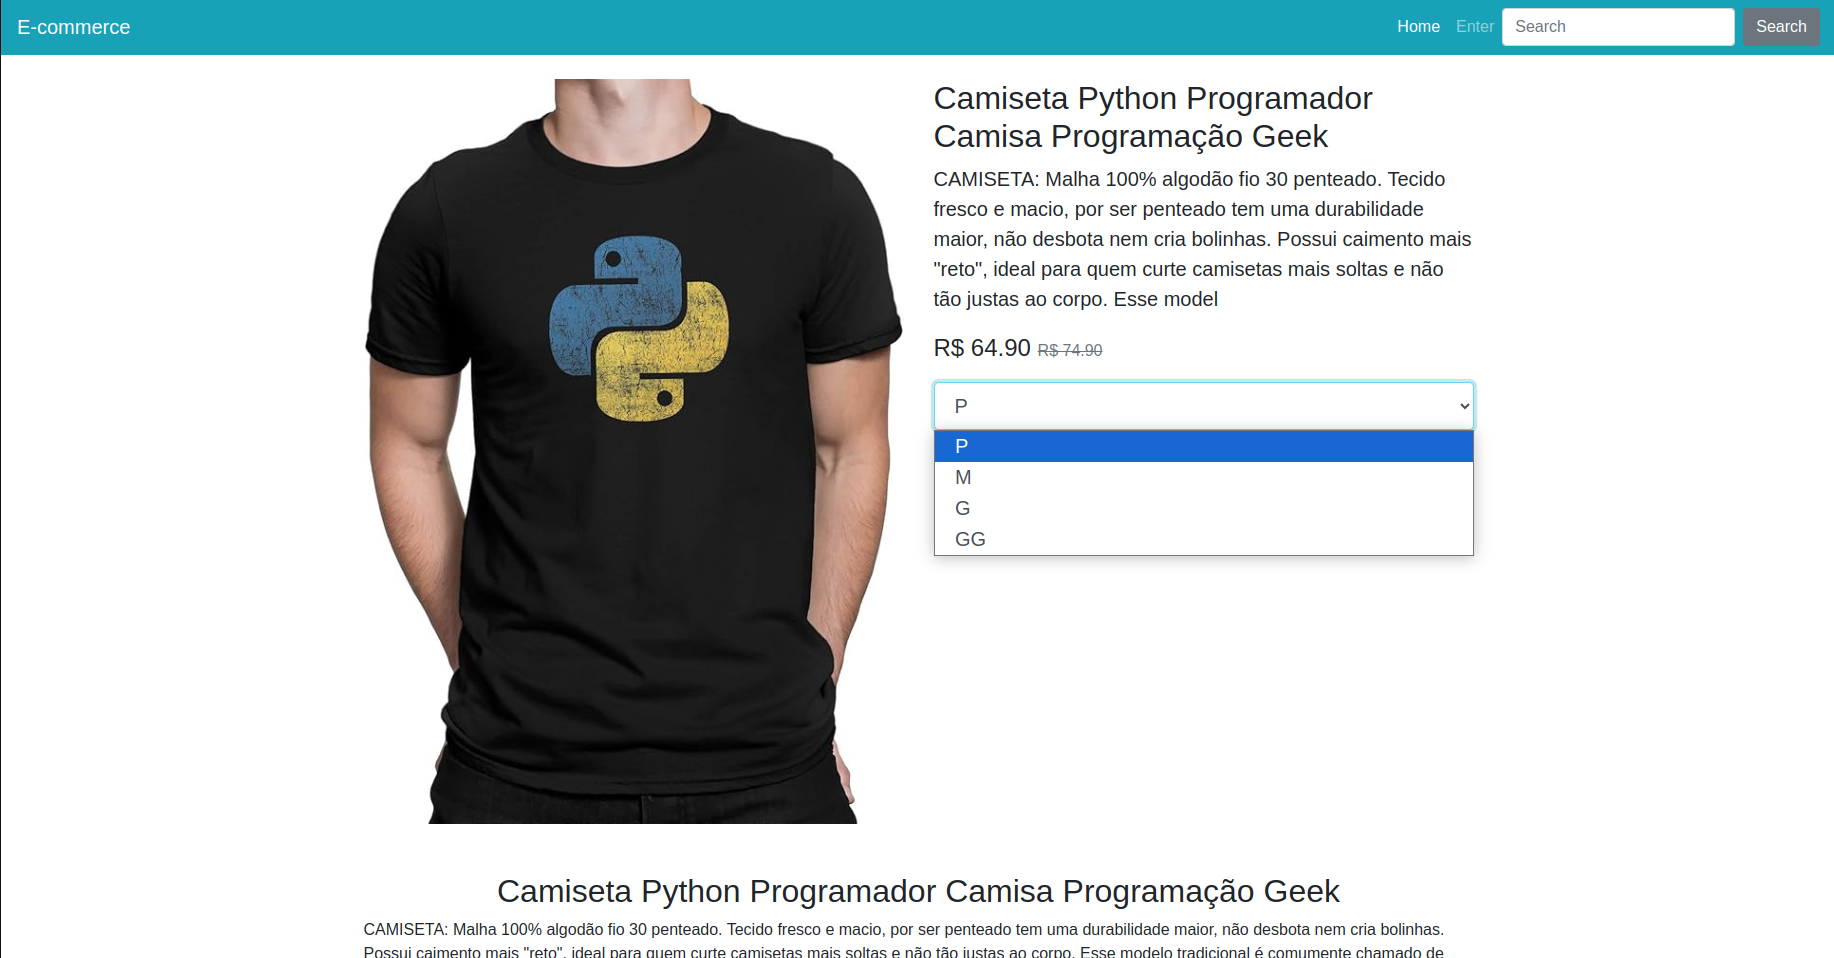 E-commerce
Home
Enter
Search
Search
Camiseta Python Programador
Camisa Programação Geek
CAMISETA: Malha 100% algodão fio 30 penteado. Tecido
fresco e macio, por ser penteado tem uma durabilidade
maior, não desbota nem cria bolinhas. Possui caimento mais
"reto", ideal para quem curte camisetas mais soltas e não
tão justas ao corpo. Esse model
R$ 64.90 R$ 74.90
P
P
M
G
GG
Camiseta Python Programador Camisa Programação Geek
CAMISETA: Malha 100% algodão fio 30 penteado. Tecido fresco e macio, por ser penteado tem uma durabilidade maior, não desbota nem cria bolinhas.
Possui caimento mais "reto", ideal para quem curte camisetas mais soltas e não tão justas ao corpo. Esse modelo tradicional é comumente chamado de